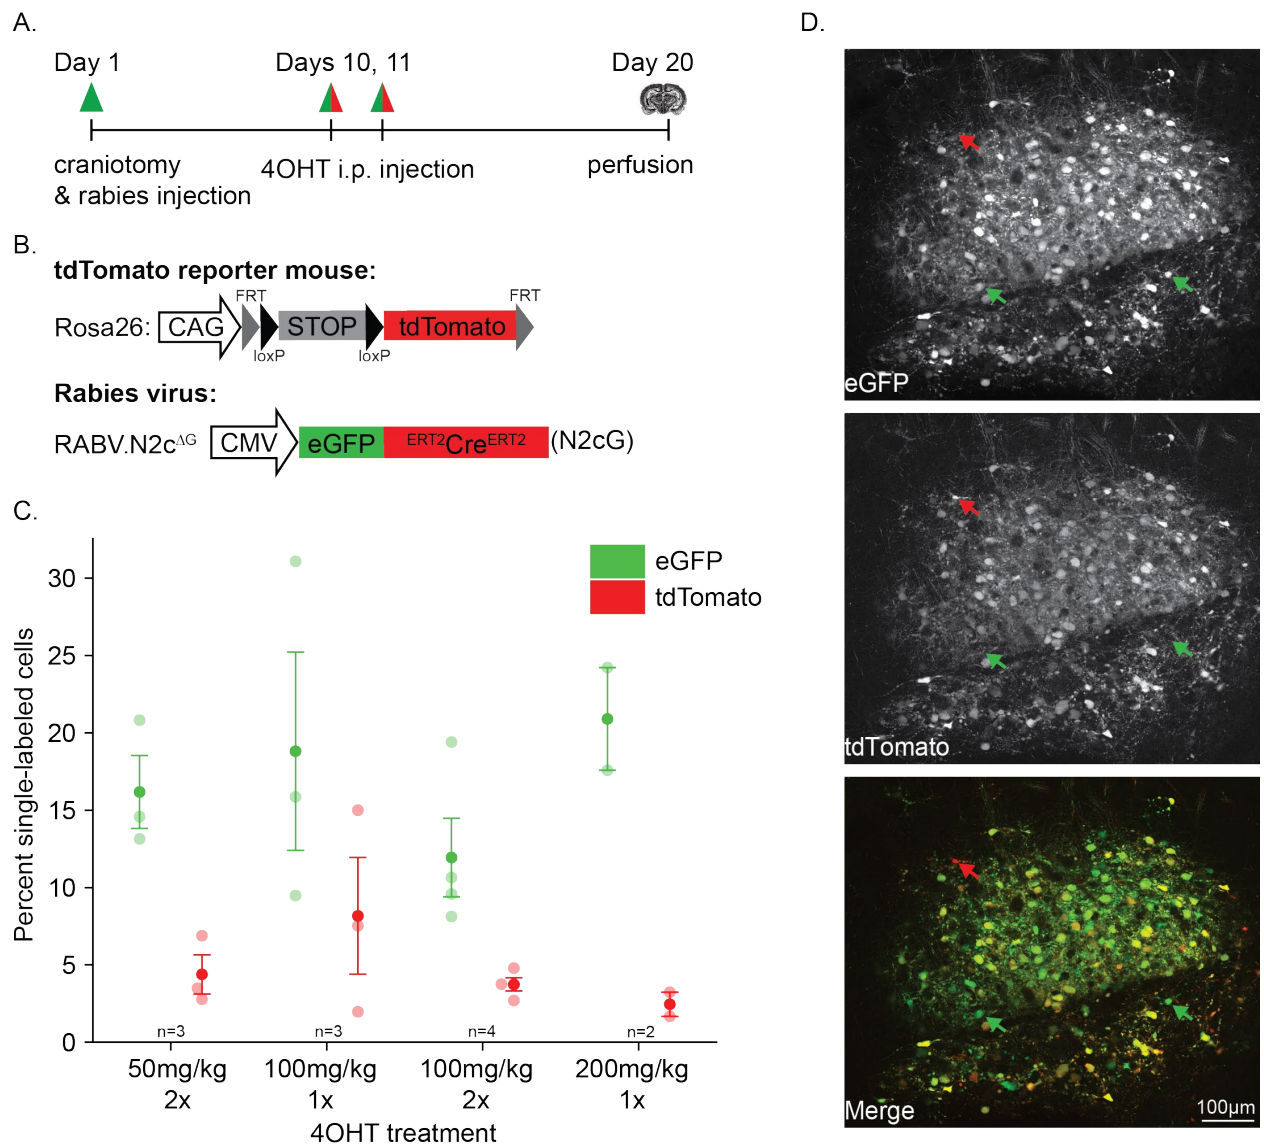 A.
Day 1
Days 10, 11
Day 20
craniotomy
& rabies injection
4OHT i.p. injection
perfusion
B.
tdTomato reporter mouse:
Rosa26:
CAG
FRT
loxP
STOP
loxP
tdTomato
FRT
Rabies virus:
RABV.N2cΔG
CMV
eGFP
ERT2CreERT2
(N2cG)
C.
Percent single-labeled cells
30
25
20
15
10
5
0
eGFP
tdTomato
n=3
n=3
n=4
n=2
50mg/kg
2x
100mg/kg
1x
100mg/kg
2x
200mg/kg
1x
4OHT treatment
D.
eGFP
tdTomato
Merge
100µm